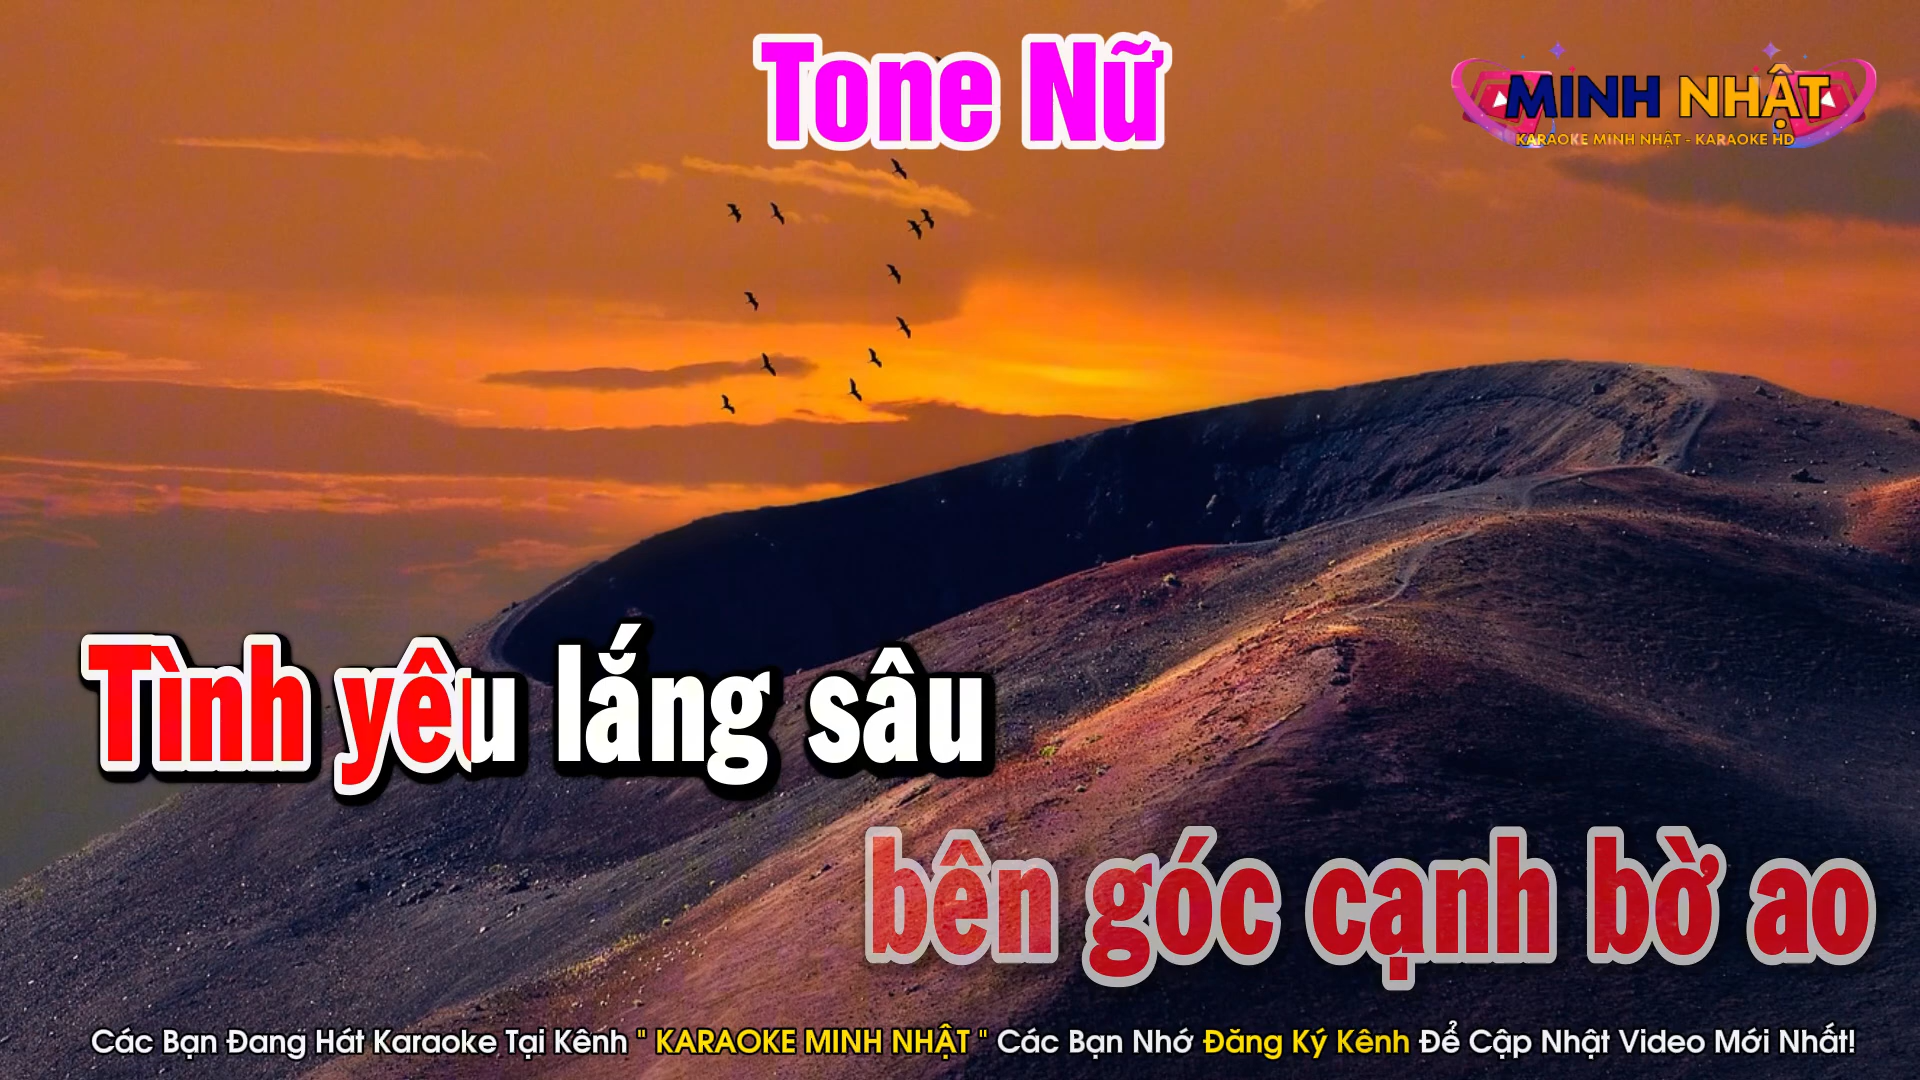 Tone Nữ
MINH NHẬT
KARAOKE MINH NHẬT - KARAOKE HD
Tình yêu lắng sâu
bên góc cạnh bờ ao
Các Bạn Đang Hát Karaoke Tại Kênh " KARAOKE MINH NHẬT " Các Bạn Nhớ Đăng Ký Kênh Để Cập Nhật Video Mới Nhất!